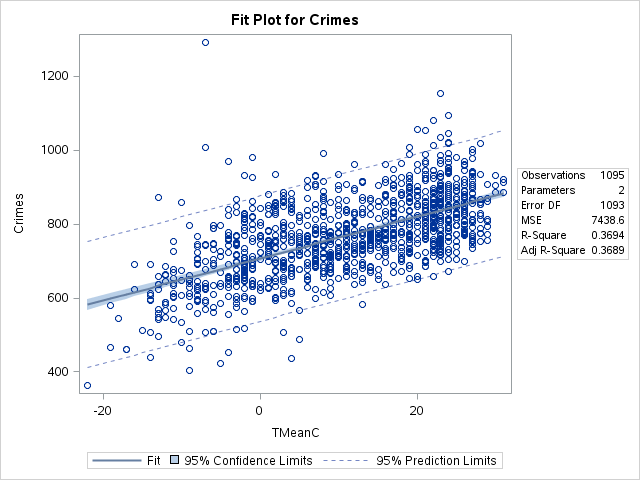 Fit Plot for Crimes
1200
1000
800
600
400
Crimes
-20 0 20
TMeanC
Observations 1095
Parameters 2
Error DF 1093
MSE 7438.6
R-Square 0.3694
Adj R-Square 0.3689
Fit 95% Confidence Limits 95% Prediction Limits